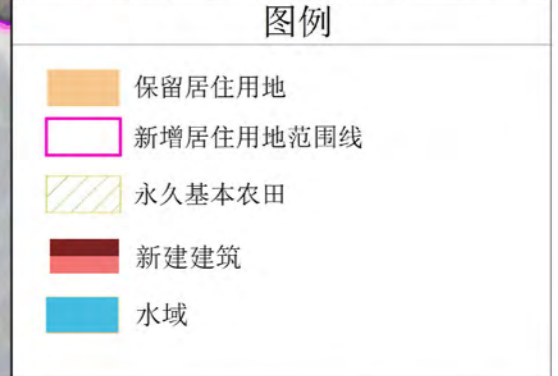 图例
保留居住用地
新增居住用地范围线
永久基本农田
新建建筑
水域